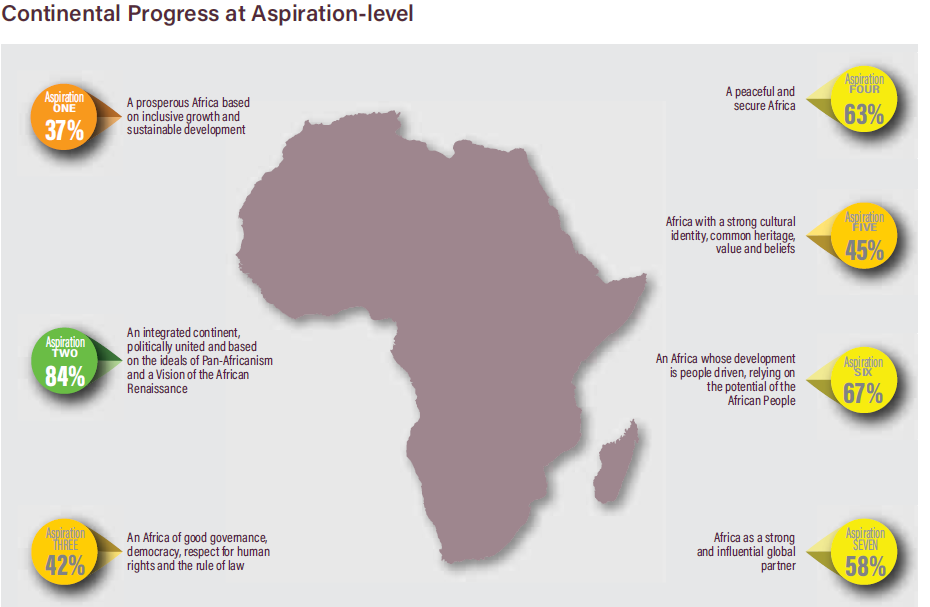 Continental Progress at Aspiration-level
Aspiration
ONE
37%
A prosperous Africa based
on inclusive growth and
sustainable development
Aspiration
TWO
84%
An integrated continent,
politically united and based
on the ideals of Pan-Africanism
and a Vision of the African
Renaissance
Aspiration
THREE
42%
An Africa of good governance,
democracy, respect for human
rights and the rule of law
A peaceful and
secure Africa
Aspiration
FOUR
63%
Africa with a strong cultural
identity, common heritage,
value and beliefs
Aspiration
FIVE
45%
An Africa whose development
is people driven, relying on
the potential of the
African People
Aspiration
SIX
67%
Africa as a strong
and influential global
partner
Aspiration
SEVEN
58%